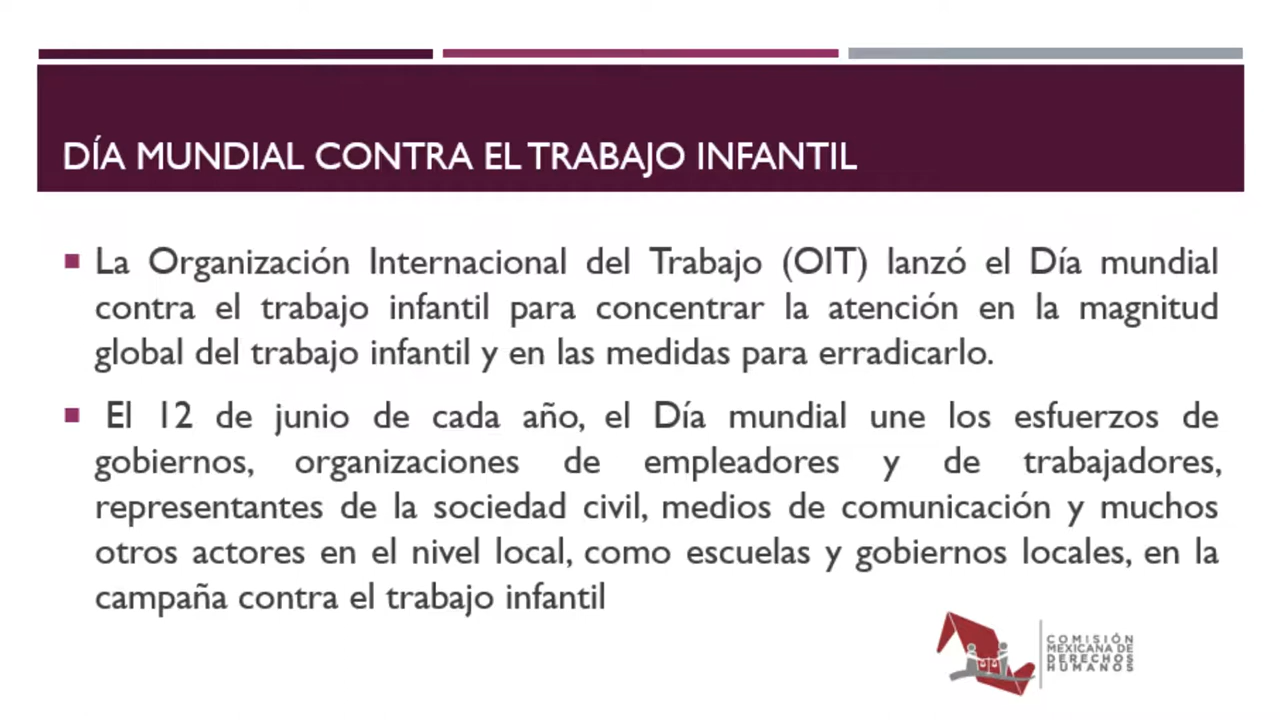 DÍA MUNDIAL CONTRA EL TRABAJO INFANTIL
La Organización Internacional del Trabajo (OIT) lanzó el Día mundial
contra el trabajo infantil para concentrar la atención en la magnitud
global del trabajo infantil y en las medidas para erradicarlo.
El 12 de junio de cada año, el Día mundial une los esfuerzos de
gobiernos, organizaciones de empleadores y de trabajadores,
representantes de la sociedad civil, medios de comunicación y muchos
otros actores en el nivel local, como escuelas y gobiernos locales, en la
campaña contra el trabajo infantil
COMISIÓN
MEXICANA DE
DERECHOS
HUMANOS